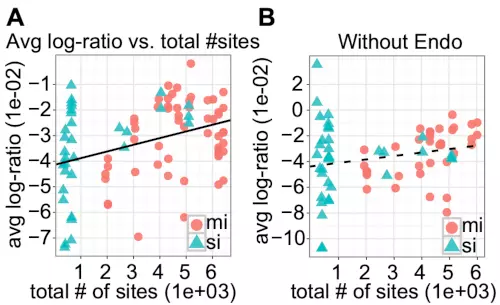 A
Avg log-ratio vs. total #sites
avg log-ratio (1e-02)
−1
−2
−3
−4
−5
−6
−7
1 2 3 4 5 6
total # of sites (1e+03)
mi
si
B
Without Endo
avg log-ratio (1e-02)
2
0
−2
−4
−6
−8
−10
1 2 3 4 5 6
total # of sites (1e+03)
mi
si